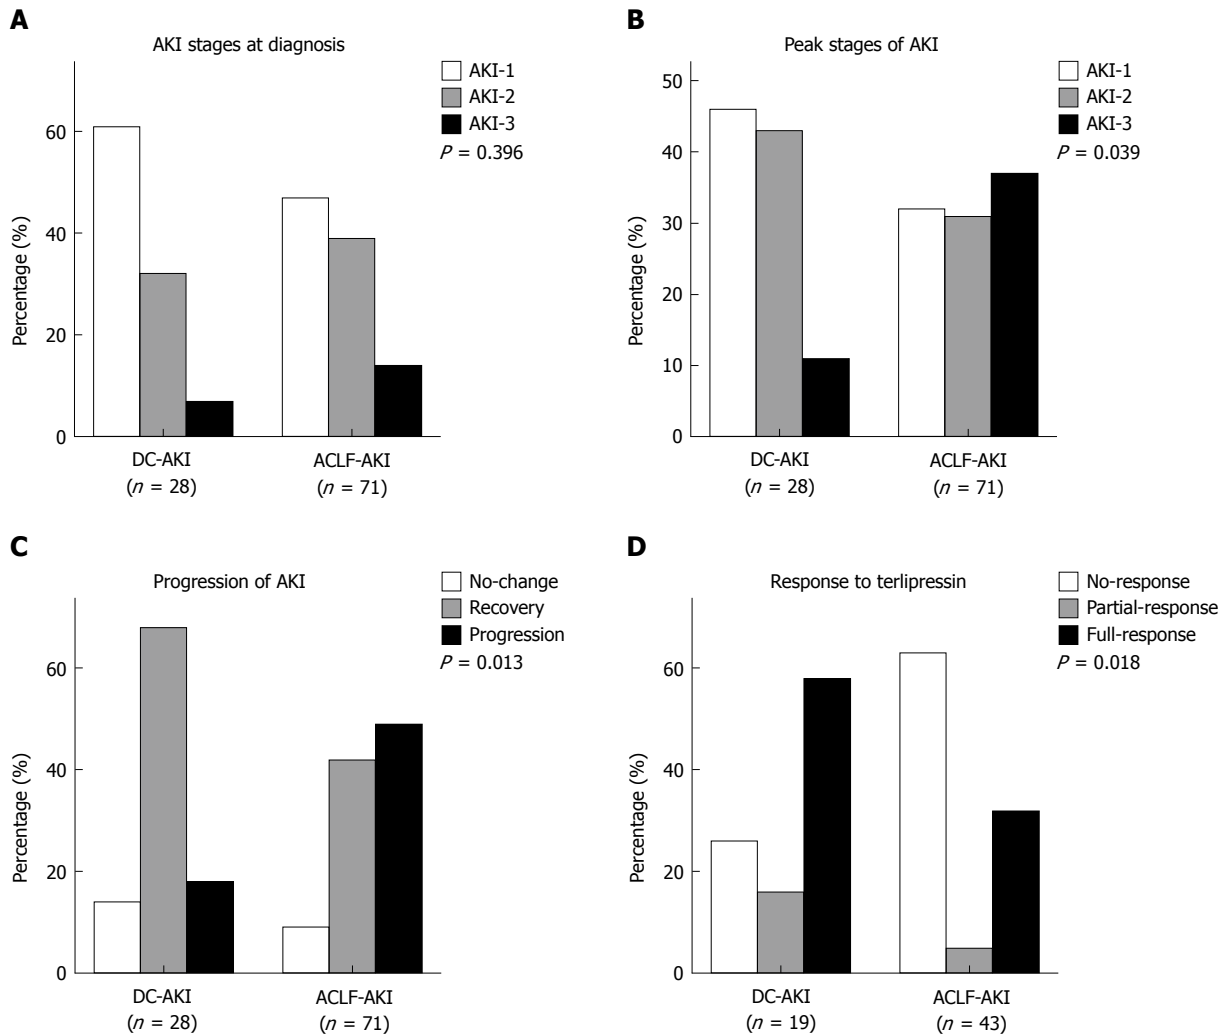 A
AKI stages at diagnosis
AKI-1
AKI-2
AKI-3
P = 0.396
Percentage (%)
60
40
20
0
DC-AKI
(n = 28)
ACLF-AKI
(n = 71)
B
Peak stages of AKI
AKI-1
AKI-2
AKI-3
P = 0.039
Percentage (%)
50
40
30
20
10
0
DC-AKI
(n = 28)
ACLF-AKI
(n = 71)
C
Progression of AKI
No-change
Recovery
Progression
P = 0.013
Percentage (%)
60
40
20
0
DC-AKI
(n = 28)
ACLF-AKI
(n = 71)
D
Response to terlipressin
No-response
Partial-response
Full-response
P = 0.018
Percentage (%)
60
40
20
0
DC-AKI
(n = 19)
ACLF-AKI
(n = 43)